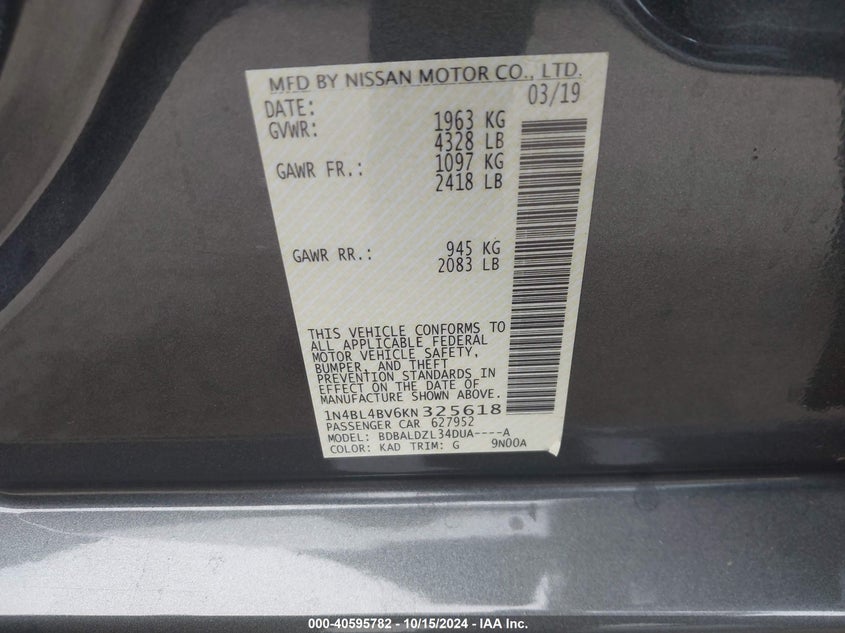 MFD BY NISSAN MOTOR CO., LTD.
DATE: 03/19
GVWR: 1963 KG
4328 LB
GAWR FR.: 1097 KG
2418 LB
GAWR RR.: 945 KG
2083 LB
THIS VEHICLE CONFORMS TO
ALL APPLICABLE FEDERAL
MOTOR VEHICLE SAFETY,
BUMPER, AND THEFT
PREVENTION STANDARDS IN
EFFECT ON THE DATE OF
MANUFACTURE SHOWN ABOVE.
1N4BL4BV6KN325618
PASSENGER CAR 627952
MODEL: BDBALDZL34DUA----A
COLOR: KAD TRIM: G 9N00A
000-40595782 - 10/15/2024 - IAA Inc.